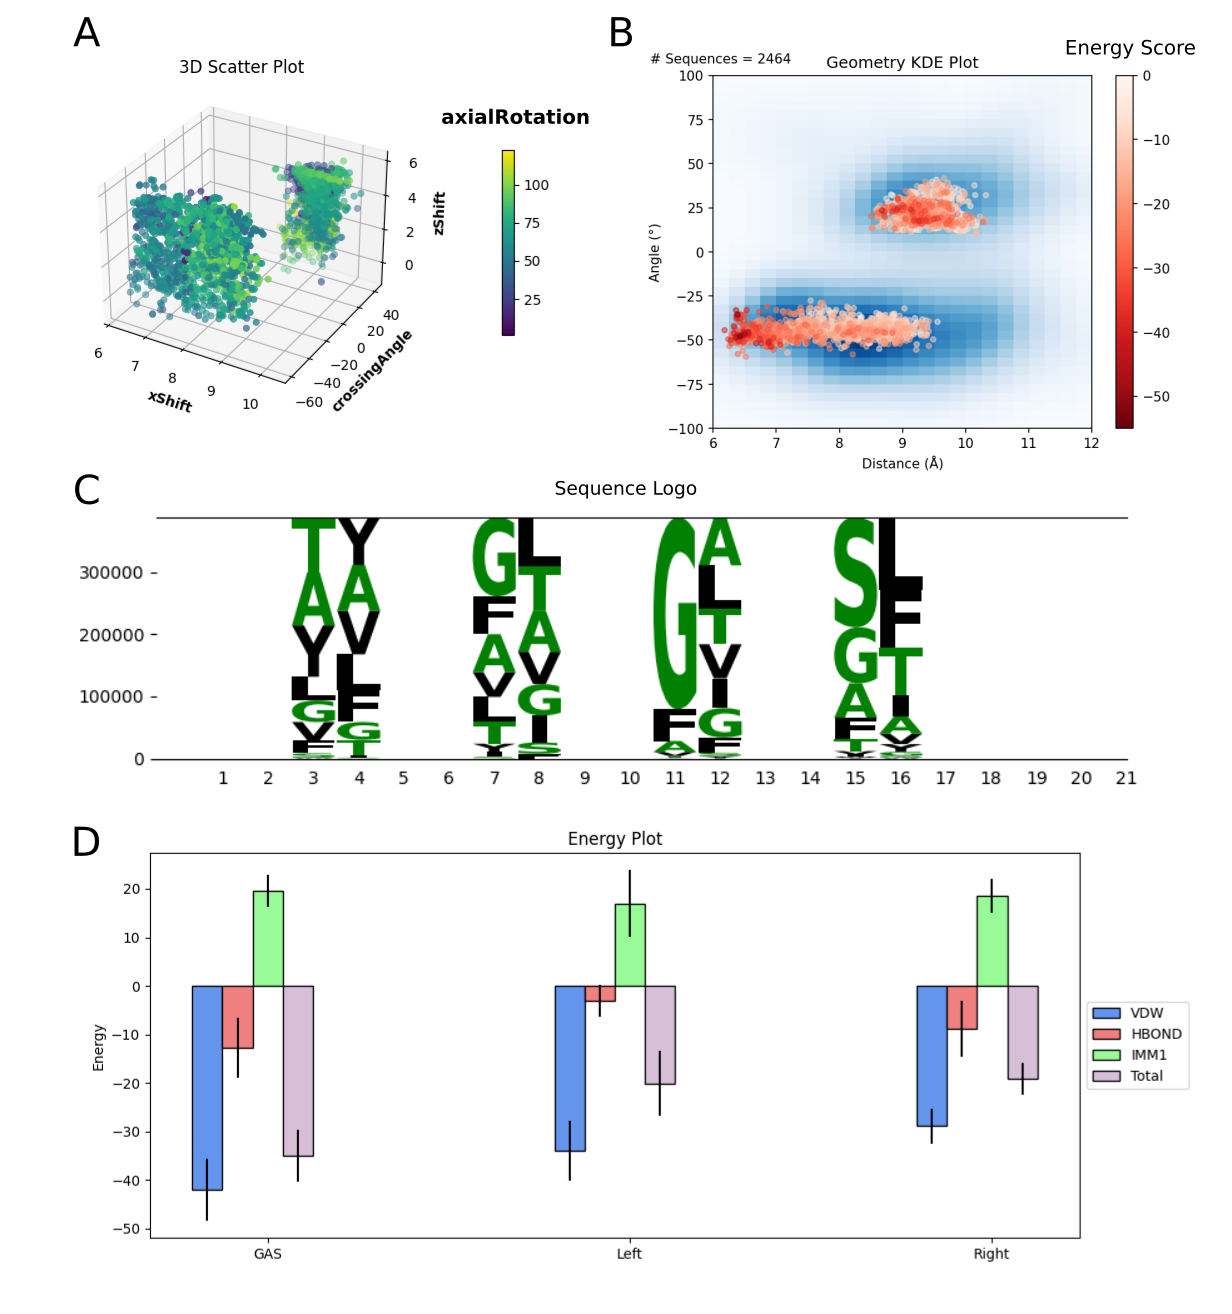 A
3D Scatter Plot
axialRotation
100
75
50
25
6
4
2
0
zShift
40
20
0
−20
−40
−60
crossingAngle
6
7
8
9
10
xShift
B
# Sequences = 2464
Geometry KDE Plot
Energy Score
100
75
50
25
0
−25
−50
−75
−100
Angle (°)
6 7 8 9 10 11 12
Distance (Å)
0
−10
−20
−30
−40
−50
C
Sequence Logo
300000
200000
100000
0
T A Y L G V F
Y A V L F G T
G F A V L T Y
L T A V G I S
G F A
A L T V I G F
S G A F T
L F T I A V Y
1 2 3 4 5 6 7 8 9 10 11 12 13 14 15 16 17 18 19 20 21
D
Energy Plot
20
10
0
−10
−20
−30
−40
−50
Energy
GAS Left Right
VDW
HBOND
IMM1
Total